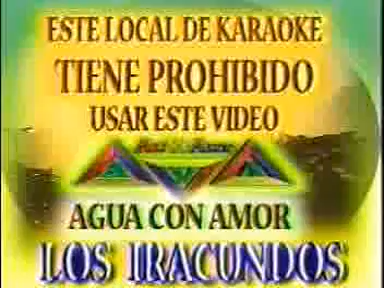 ESTE LOCAL DE KARAOKE
TIENE PROHIBIDO
USAR ESTE VIDEO
AGUA CON AMOR
LOS IRACUNDOS